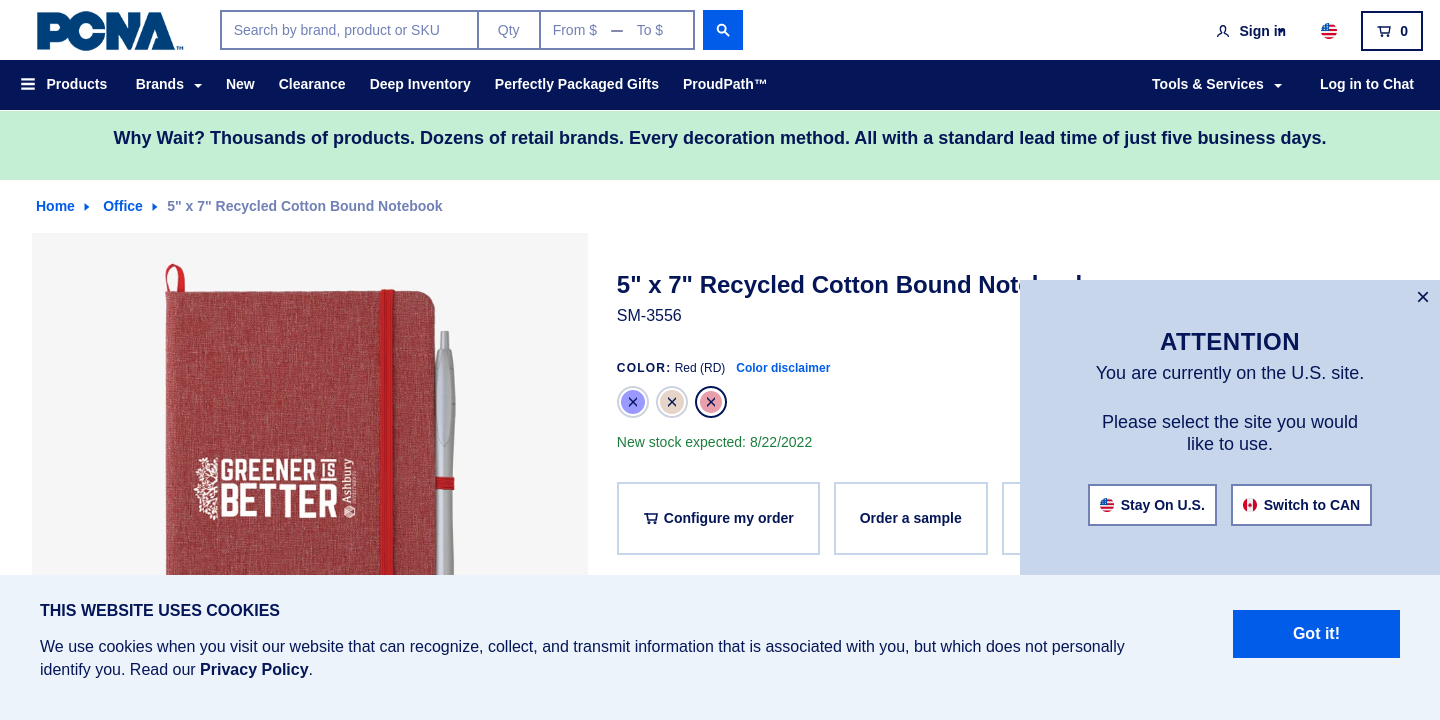 PCNA™
Search by brand, product or SKU
Qty
From $ — To $
Sign in
0
Products
Brands
New
Clearance
Deep Inventory
Perfectly Packaged Gifts
ProudPath™
Tools & Services
Log in to Chat
Why Wait? Thousands of products. Dozens of retail brands. Every decoration method. All with a standard lead time of just five business days.
Home
Office
5" x 7" Recycled Cotton Bound Notebook
GREENER IS
BETTER
Ashbury
5" x 7" Recycled Cotton Bound Notebook
SM-3556
COLOR: Red (RD) Color disclaimer
New stock expected: 8/22/2022
Configure my order
Order a sample
ATTENTION
You are currently on the U.S. site.
Please select the site you would
like to use.
Stay On U.S.
Switch to CAN
THIS WEBSITE USES COOKIES
We use cookies when you visit our website that can recognize, collect, and transmit information that is associated with you, but which does not personally
identify you. Read our Privacy Policy.
Got it!